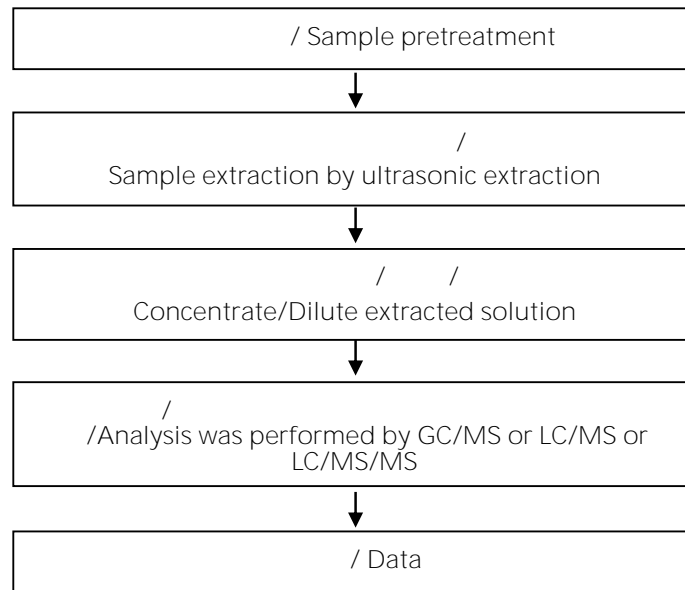 / Sample pretreatment
/
Sample extraction by ultrasonic extraction
/ /
Concentrate/Dilute extracted solution
/
/Analysis was performed by GC/MS or LC/MS or
LC/MS/MS
/ Data